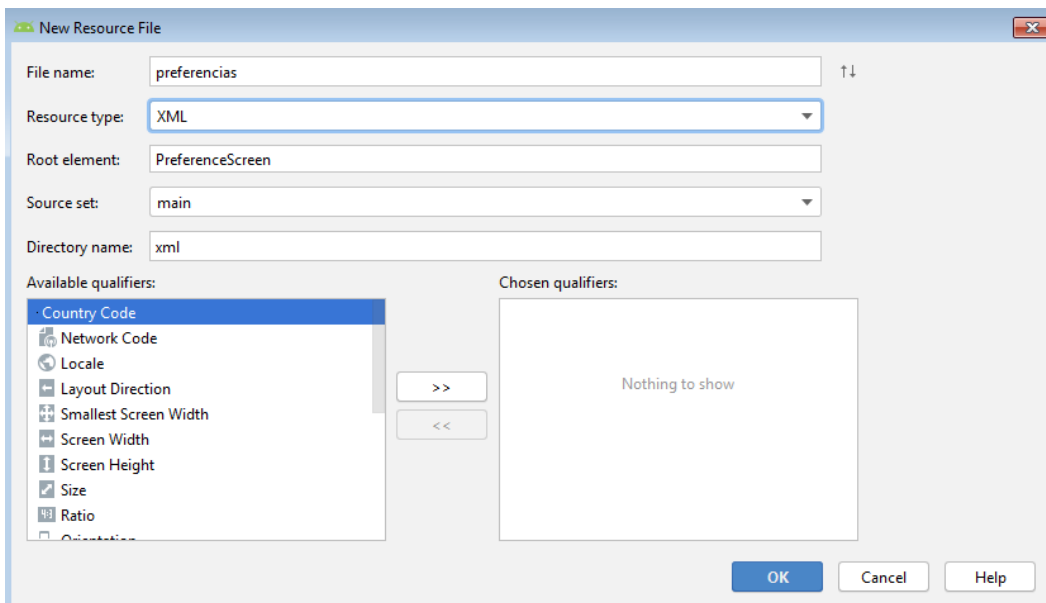 New Resource File
File name: preferencias
Resource type: XML
Root element: PreferenceScreen
Source set: main
Directory name: xml
Available qualifiers: Chosen qualifiers:
Country Code
Network Code
Locale
Layout Direction
Smallest Screen Width
Screen Width
Screen Height
Size
Ratio
Orientation
>>
<<
Nothing to show
OK Cancel Help